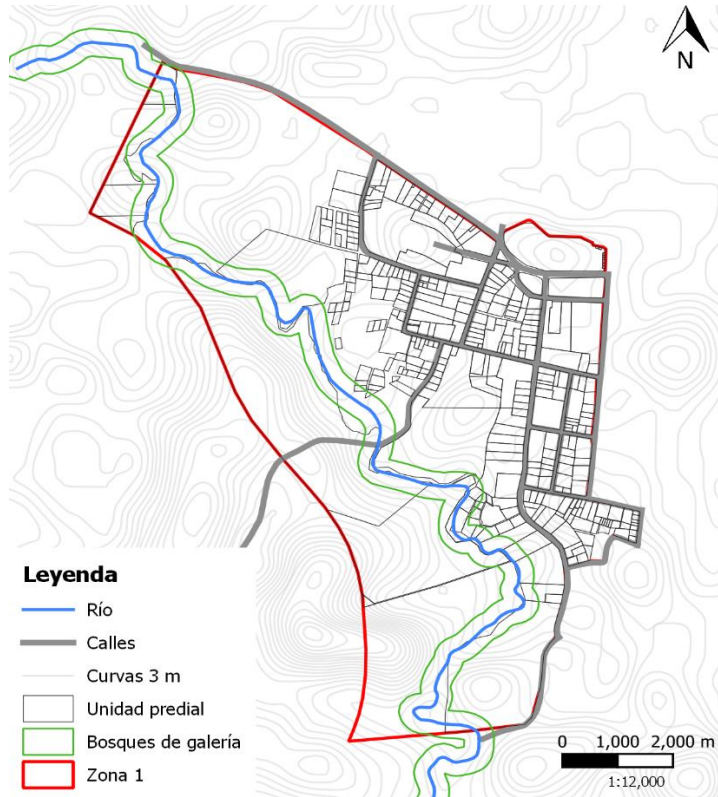 N
Leyenda
Río
Calles
Curvas 3 m
Unidad predial
Bosques de galería
Zona 1
0 1,000 2,000 m
1:12,000